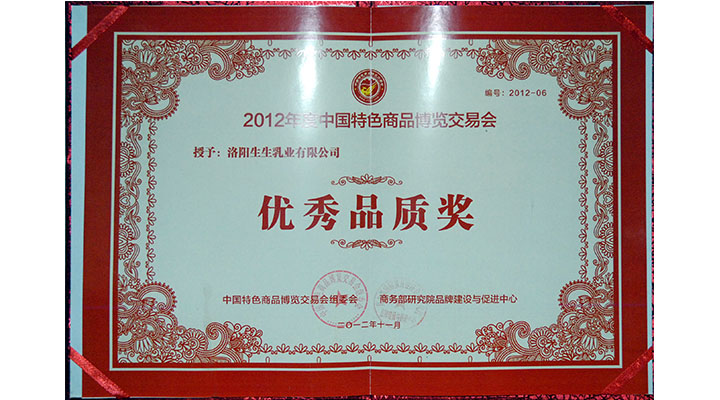 编号：2012-06
2012年度中国特色商品博览交易会
授予：洛阳生生乳业有限公司
优秀品质奖
中国特色商品博览交易会组委会 商务部研究院品牌建设与促进中心
二〇一二年十一月